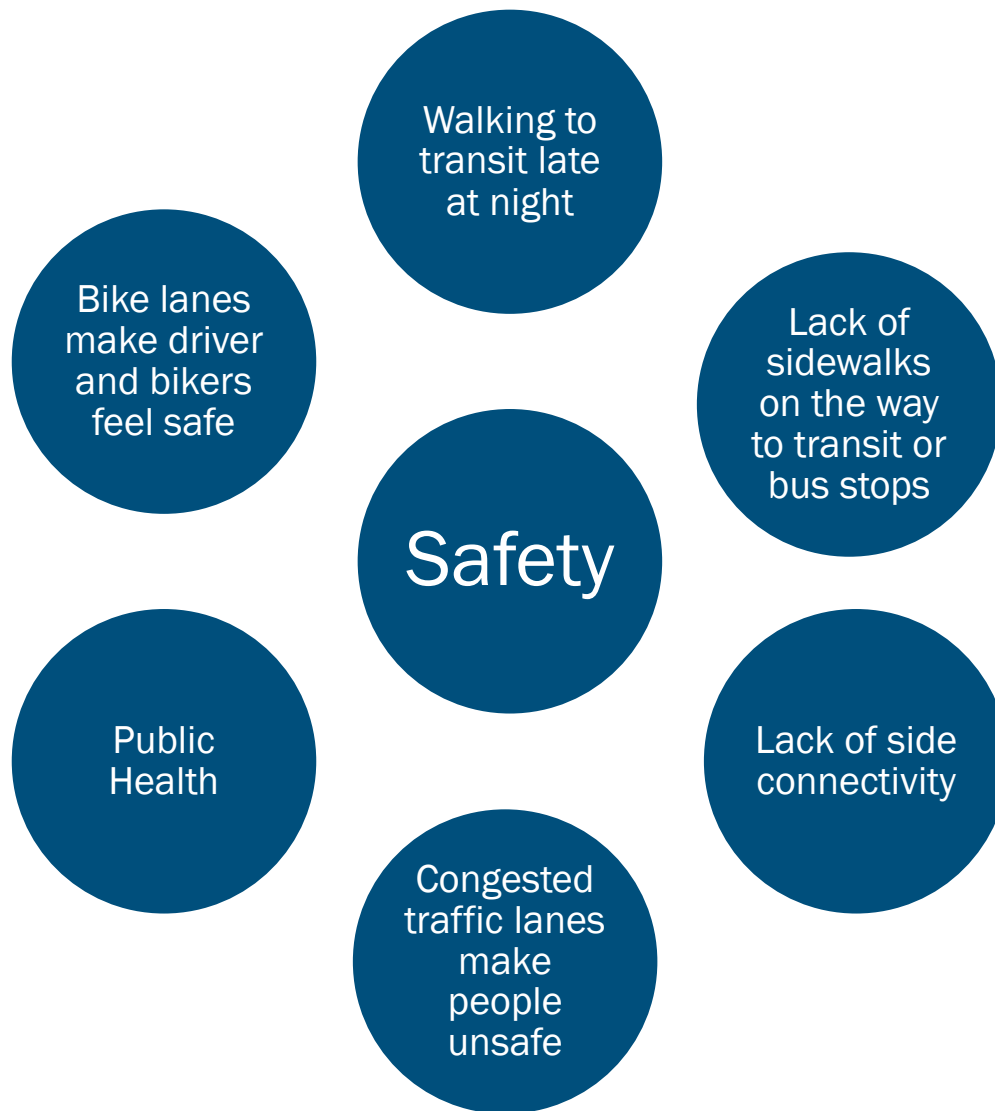 Walking to
transit late
at night
Bike lanes
make driver
and bikers
feel safe
Lack of
sidewalks
on the way
to transit or
bus stops
Safety
Public
Health
Lack of side
connectivity
Congested
traffic lanes
make
people
unsafe